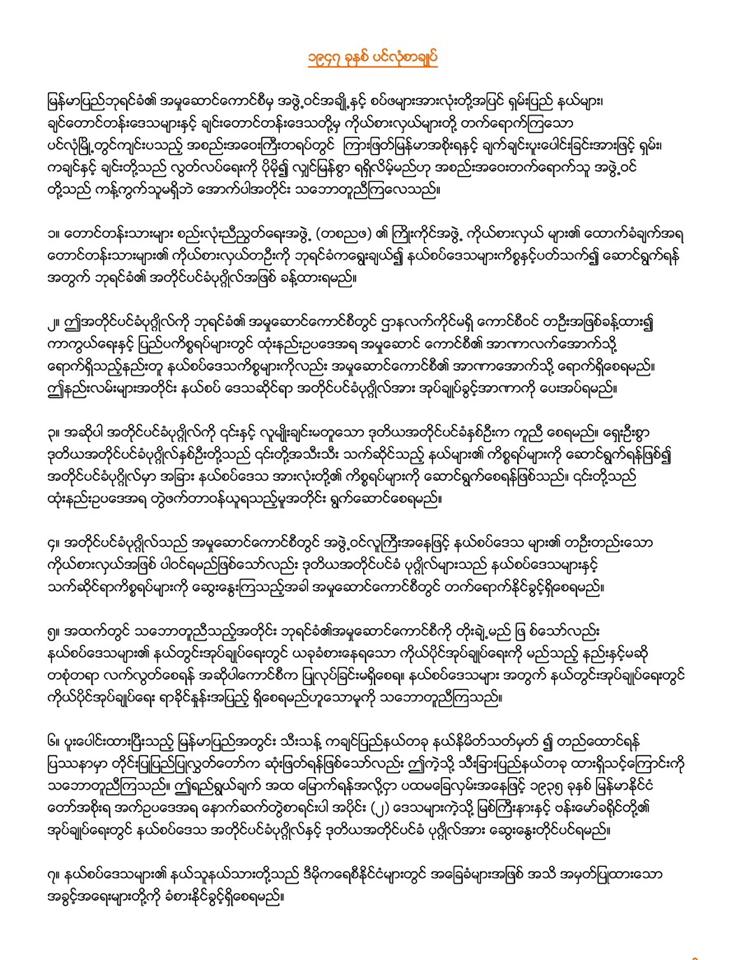 ၁၉၄၇ ခုနှစ် ပင်လုံစာချုပ်
မြန်မာပြည်ဘုရင်ခံ၏ အမှုဆောင်ကောင်စီမှ အဖွဲ့ဝင်အချို့နှင့် စပ်ဖများအားလုံးတို့အပြင် ရှမ်းပြည် နယ်များ၊
ချင်တောင်တန်းဒေသများနှင့် ချင်းတောင်တန်းဒေသတို့မှ ကိုယ်စားလှယ်များတို့ တက်ရောက်ကြသော
ပင်လုံမြို့တွင်ကျင်းပသည့် အစည်းအဝေးကြီးတရပ်တွင် ကြားဖြတ်မြန်မာအစိုးရနှင့် ချက်ချင်းပူးပေါင်းခြင်းအားဖြင့် ရှမ်း၊
ကချင်နှင့် ချင်းတို့သည် လွတ်လပ်ရေးကို ပိုမို၍ လျှင်မြန်စွာ ရရှိလိမ့်မည်ဟု အစည်းအဝေးတက်ရောက်သူ အဖွဲ့ဝင်
တို့သည် ကန့်ကွက်သူမရှိဘဲ အောက်ပါအတိုင်း သဘောတူညီကြလေသည်။
၁။ တောင်တန်းသားများ စည်းလုံးညီညွတ်ရေးအဖွဲ့ (တစညဖ) ၏ ကြီးကိုင်အဖွဲ့ ကိုယ်စားလှယ် များ၏ ထောက်ခံချက်အရ
တောင်တန်းသားများ၏ ကိုယ်စားလှယ်တဦးကို ဘုရင်ခံကရွေးချယ်၍ နယ်စပ်ဒေသများကိစ္စနှင့်ပတ်သက်၍ ဆောင်ရွက်ရန်
အတွက် ဘုရင်ခံ၏ အတိုင်ပင်ခံပုဂ္ဂိုလ်အဖြစ် ခန့်ထားရမည်။
၂။ ဤအတိုင်ပင်ခံပုဂ္ဂိုလ်ကို ဘုရင်ခံ၏ အမှုဆောင်ကောင်စီတွင် ဌာနလက်ကိုင်မရှိ ကောင်စီဝင် တဦးအဖြစ်ခန့်ထား၍
ကာကွယ်ရေးနှင့် ပြည်ပကိစ္စရပ်များတွင် ထုံးနည်းဥပဒေအရ အမှုဆောင် ကောင်စီ၏ အာဏာလက်အောက်သို့
ရောက်ရှိသည့်နည်းတူ နယ်စပ်ဒေသကိစ္စများကိုလည်း အမှုဆောင်ကောင်စီ၏ အာဏာအောက်သို့ ရောက်ရှိစေရမည်။
ဤနည်းလမ်းများအတိုင်း နယ်စပ် ဒေသဆိုင်ရာ အတိုင်ပင်ခံပုဂ္ဂိုလ်အား အုပ်ချုပ်ခွင့်အာဏာကို ပေးအပ်ရမည်။
၃။ အဆိုပါ အတိုင်ပင်ခံပုဂ္ဂိုလ်ကို ၎င်းနှင့် လူမျိုးချင်းမတူသော ဒုတိယအတိုင်ပင်ခံနှစ်ဦးက ကူညီ စေရမည်။ ရှေးဦးစွာ
ဒုတိယအတိုင်ပင်ခံပုဂ္ဂိုလ်နှစ်ဦးတို့သည် ၎င်းတို့အသီးသီး သက်ဆိုင်သည့် နယ်များ၏ ကိစ္စရပ်များကို ဆောင်ရွက်ရန်ဖြစ်၍
အတိုင်ပင်ခံပုဂ္ဂိုလ်မှာ အခြား နယ်စပ်ဒေသ အားလုံးတို့၏ ကိစ္စရပ်များကို ဆောင်ရွက်စေရန်ဖြစ်သည်။ ၎င်းတို့သည်
ထုံးနည်းဥပဒေအရ တွဲဖက်တာဝန်ယူရသည့်မူအတိုင်း ရွက်ဆောင်စေရမည်။
၄။ အတိုင်ပင်ခံပုဂ္ဂိုလ်သည် အမှုဆောင်ကောင်စီတွင် အဖွဲ့ဝင်လူကြီးအနေဖြင့် နယ်စပ်ဒေသ များ၏ တဦးတည်းသော
ကိုယ်စားလှယ်အဖြစ် ပါဝင်ရမည်ဖြစ်သော်လည်း ဒုတိယအတိုင်ပင်ခံ ပုဂ္ဂိုလ်များသည် နယ်စပ်ဒေသများနှင့်
သက်ဆိုင်ရာကိစ္စရပ်များကို ဆွေးနွေးကြသည့်အခါ အမှုဆောင်ကောင်စီတွင် တက်ရောက်နိုင်ခွင့်ရှိစေရမည်။
၅။ အထက်တွင် သဘောတူညီသည့်အတိုင်း ဘုရင်ခံ၏အမှုဆောင်ကောင်စီကို တိုးချဲ့မည် ဖြ စ်သော်လည်း
နယ်စပ်ဒေသများ၏ နယ်တွင်းအုပ်ချုပ်ရေးတွင် ယခုခံစားနေရသော ကိုယ်ပိုင်အုပ်ချုပ်ရေးကို မည်သည့် နည်းနှင့်မဆို
တစုံတရာ လက်လွတ်စေရန် အဆိုပါကောင်စီက ပြုလုပ်ခြင်းမရှိစေရ။ နယ်စပ်ဒေသများ အတွက် နယ်တွင်းအုပ်ချုပ်ရေးတွင်
ကိုယ်ပိုင်အုပ်ချုပ်ရေး ရာခိုင်နှုန်းအပြည့် ရှိစေရမည်ဟူသောမူကို သဘောတူညီကြသည်။
၆။ ပူးပေါင်းထားပြီးသည့် မြန်မာပြည်အတွင်း သီးသန့် ကချင်ပြည်နယ်တခု နယ်နိမိတ်သတ်မှတ် ၍ တည်ထောင်ရန်
ပြဿနာမှာ တိုင်းပြုပြည်ပြုလွှတ်တော်က ဆုံးဖြတ်ရန်ဖြစ်သော်လည်း ဤကဲ့သို့ သီးခြားပြည်နယ်တခု ထားရှိသင့်ကြောင်းကို
သဘောတူညီကြသည်။ ဤရည်ရွယ်ချက် အထ မြောက်ရန်အလို့ငှာ ပထမခြေလှမ်းအနေဖြင့် ၁၉၃၅ ခုနှစ် မြန်မာနိုင်ငံ
တော်အစိုးရ အက်ဥပဒေအရ နောက်ဆက်တွဲစာရင်းပါ အပိုင်း (၂) ဒေသများကဲ့သို့ မြစ်ကြီးနားနှင့် ဗန်းမော်ခရိုင်တို့၏
အုပ်ချုပ်ရေးတွင် နယ်စပ်ဒေသ အတိုင်ပင်ခံပုဂ္ဂိုလ်နှင့် ဒုတိယအတိုင်ပင်ခံ ပုဂ္ဂိုလ်အား ဆွေးနွေးတိုင်ပင်ရမည်။
၇။ နယ်စပ်ဒေသများ၏ နယ်သူနယ်သားတို့သည် ဒီမိုကရေစီနိုင်ငံများတွင် အခြေခံများအဖြစ် အသိ အမှတ်ပြုထားသော
အခွင့်အရေးများတို့ကို ခံစားနိုင်ခွင့်ရှိစေရမည်။